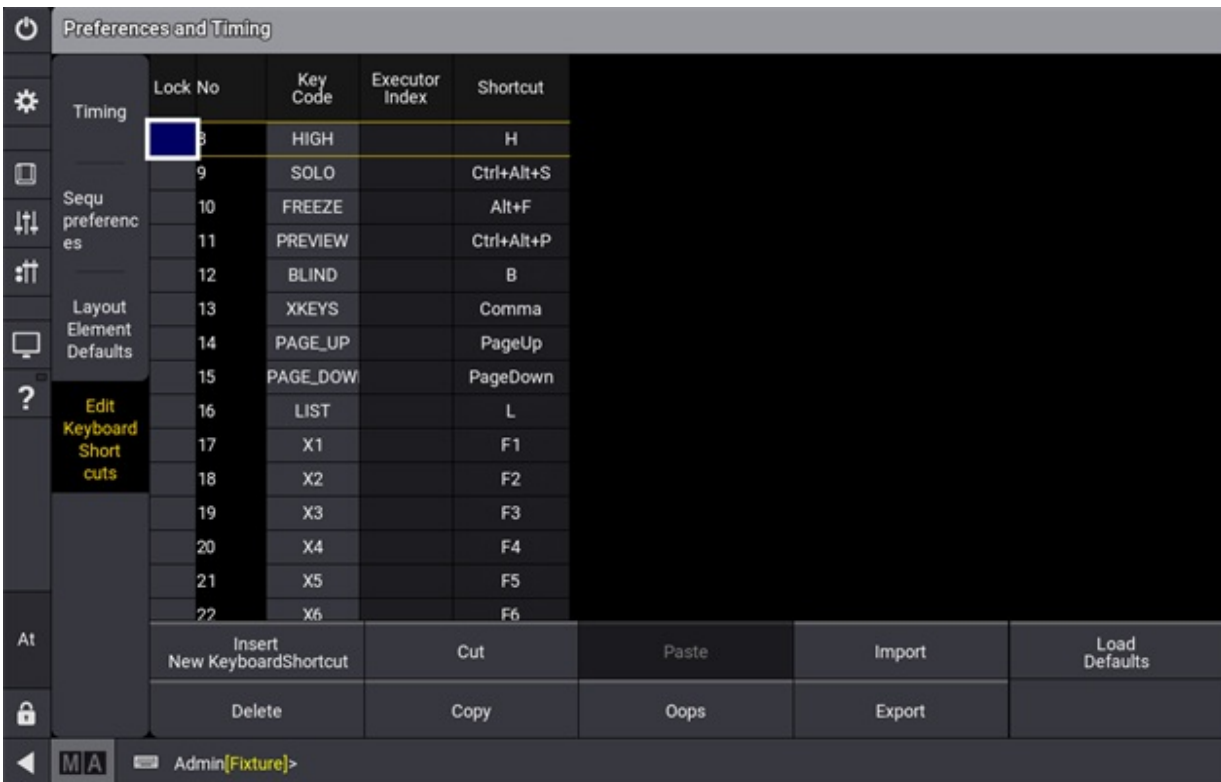 Preferences and Timing
Timing
Sequ
preferenc
es
Layout
Element
Defaults
Edit
Keyboard
Short
cuts
Lock No Key Code Executor Index Shortcut
8 HIGH H
9 SOLO Ctrl+Alt+S
10 FREEZE Alt+F
11 PREVIEW Ctrl+Alt+P
12 BLIND B
13 XKEYS Comma
14 PAGE_UP PageUp
15 PAGE_DOW PageDown
16 LIST L
17 X1 F1
18 X2 F2
19 X3 F3
20 X4 F4
21 X5 F5
22 X6 F6
Insert
New KeyboardShortcut
Cut
Paste
Import
Load
Defaults
Delete
Copy
Oops
Export
?
At
MA
Admin[Fixture]>